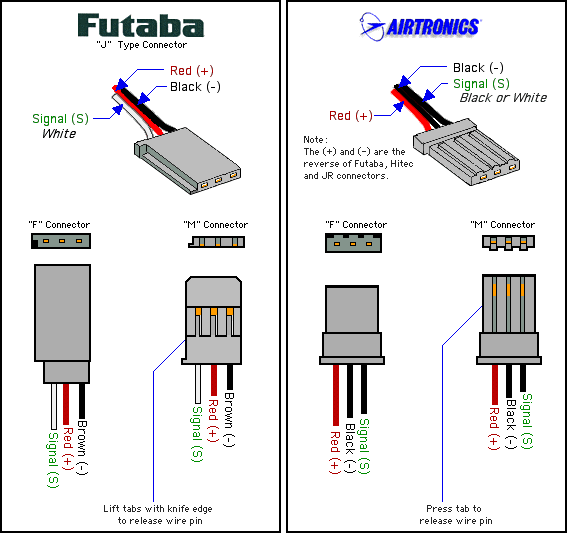 Futaba
"J" Type Connector
Red (+)
Black (-)
Signal (S)
White
"F" Connector
"M" Connector
Signal (S)
Red (+)
Brown (-)
Signal (S)
Red (+)
Brown (-)
Lift tabs with knife edge
to release wire pin
AIRTRONICS
Black (-)
Signal (S)
Black or White
Red (+)
Note:
The (+) and (-) are the
reverse of Futaba, Hitec
and JR connectors.
"F" Connector
"M" Connector
Red (+)
Black (-)
Signal (S)
Red (+)
Black (-)
Signal (S)
Press tab to
release wire pin